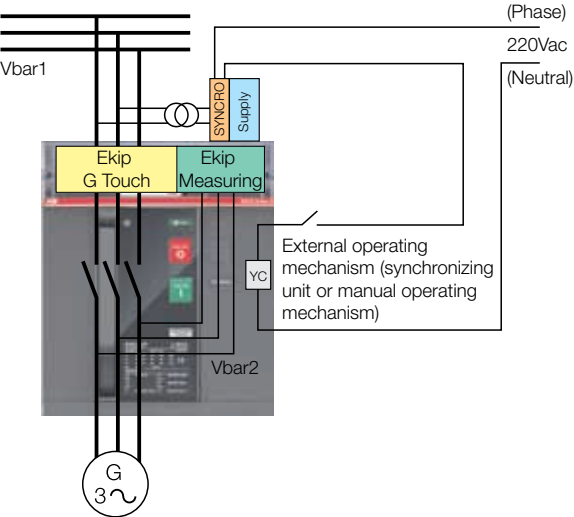 (Phase)
220Vac
(Neutral)
Vbar1
SYNCRO
Supply
Ekip
G Touch
Ekip
Measuring
External operating
mechanism (synchronizing
unit or manual operating
mechanism)
YC
Vbar2
G
3